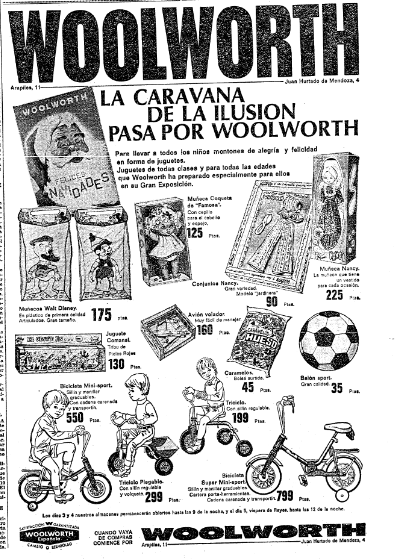 WOOLWORTH
Arapiles, 11
Juan Hurtado de Mendoza, 4
WOOLWORTH
NAVIDADES
LA CARAVANA
DE LA ILUSION
PASA POR WOOLWORTH
Para llevar a todos los niños montones de alegría y felicidad
en forma de juguetes.
Juguetes de todas clases y para todas las edades
que Woolworth ha preparado especialmente para ellos
en su Gran Exposición.
Muñeca Coqueta
de "Famosa".
Con cepillo
para el cabello
y espejo.
125 Ptas.
Muñecos Walt Disney.
En plástico de primera calidad
Articulados. Gran tamaño.
175 Ptas.
Conjuntos Nancy.
Gran variedad.
Modelo "jardinera"
90 Ptas.
Muñeca Nancy.
La muñeca que tiene
un vestido
para cada ocasión.
225 Ptas.
Juguete
Comansi.
Tribu de
Pieles Rojas
130 Ptas.
Avión volador.
Muy fácil de manejar.
160 Ptas.
Caramelos.
Bolsa surtida.
45 Ptas.
Balón sport.
Gran calidad.
35 Ptas.
Bicicleta Mini-sport.
Sillín y manillar
graduables.
Con cadena cerrada
y transportín.
550 Ptas.
Triciclo.
Con sillín regulable.
199 Ptas.
Triciclo Plegable.
Con sillín regulable
y volquete.
299 Ptas.
Bicicleta
Super Mini-sport.
Sillín y manillar graduables
Cartera porta-herramientas.
Cadena cerrada y transportín.
799 Ptas.
Los días 3 y 4 nuestros almacenes permanecerán abiertos hasta las 9 de la noche, y el día 5, víspera de Reyes, hasta las 12 de la noche.
SATISFACCION GARANTIZADA
WOOLWORTH
Española
CAMBIO O REEMBOLSO
CUANDO VAYA
DE COMPRAS
COMIENCE POR
WOOLWORTH
Arapiles, 11
Juan Hurtado de Mendoza, 4